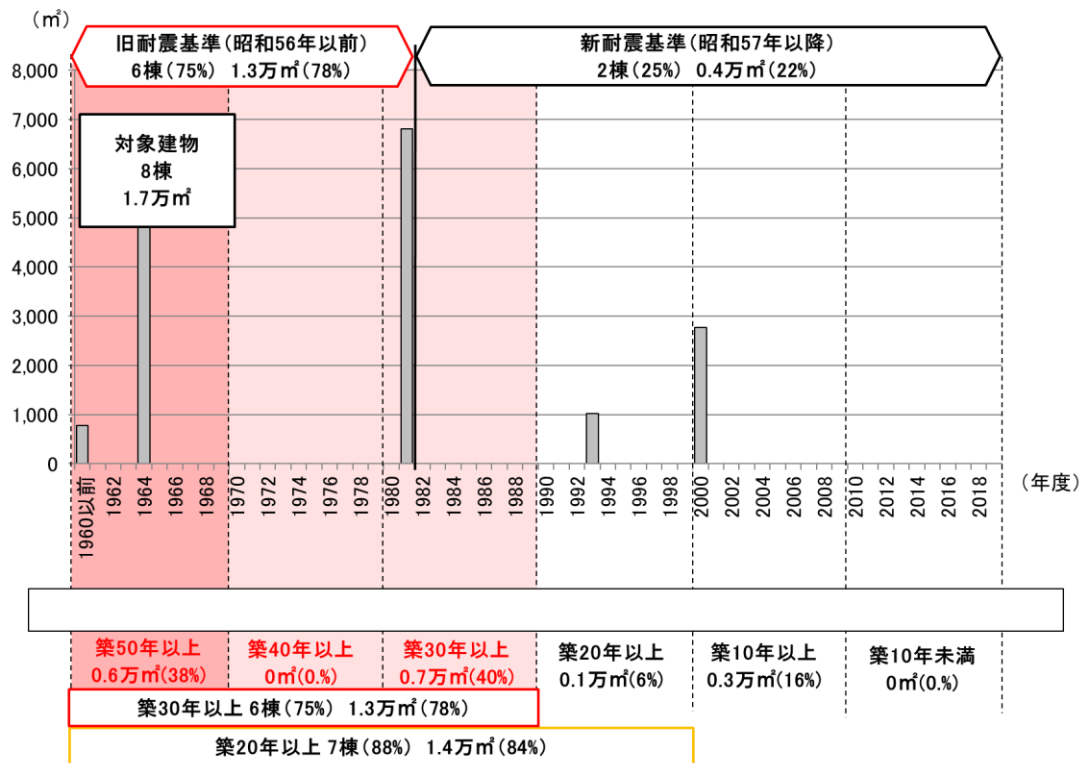 （㎡）
旧耐震基準（昭和56年以前）
6棟（75%） 1.3万㎡（78%）
新耐震基準（昭和57年以降）
2棟（25%） 0.4万㎡（22%）
8,000
7,000
6,000
5,000
4,000
3,000
2,000
1,000
0
対象建物
8棟
1.7万㎡
1960以前
1962
1964
1966
1968
1970
1972
1974
1976
1978
1980
1982
1984
1986
1988
1990
1992
1994
1996
1998
2000
2002
2004
2006
2008
2010
2012
2014
2016
2018
（年度）
築50年以上
0.6万㎡(38%)
築40年以上
0㎡(0.%)
築30年以上
0.7万㎡(40%)
築20年以上
0.1万㎡(6%)
築10年以上
0.3万㎡(16%)
築10年未満
0㎡(0.%)
築30年以上 6棟（75%） 1.3万㎡（78%）
築20年以上 7棟（88%） 1.4万㎡（84%）